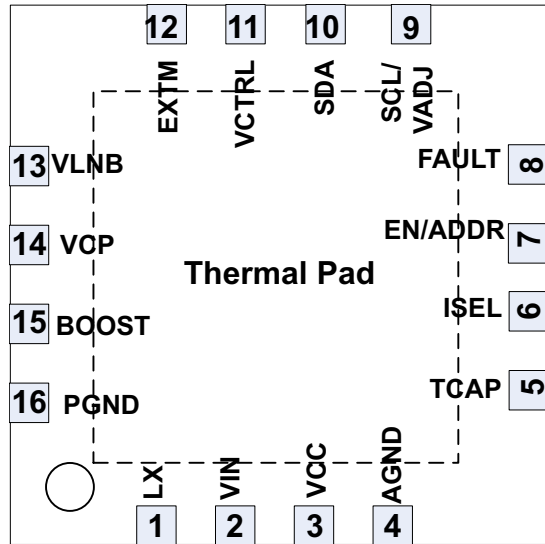 12 11 10 9
EXTM
VCTRL
SDA
SCL/
VADJ
13 VLNB
FAULT 8
14 VCP
EN/ADDR 7
Thermal Pad
15 BOOST
ISEL 6
16 PGND
TCAP 5
LX
VIN
VCC
AGND
1 2 3 4